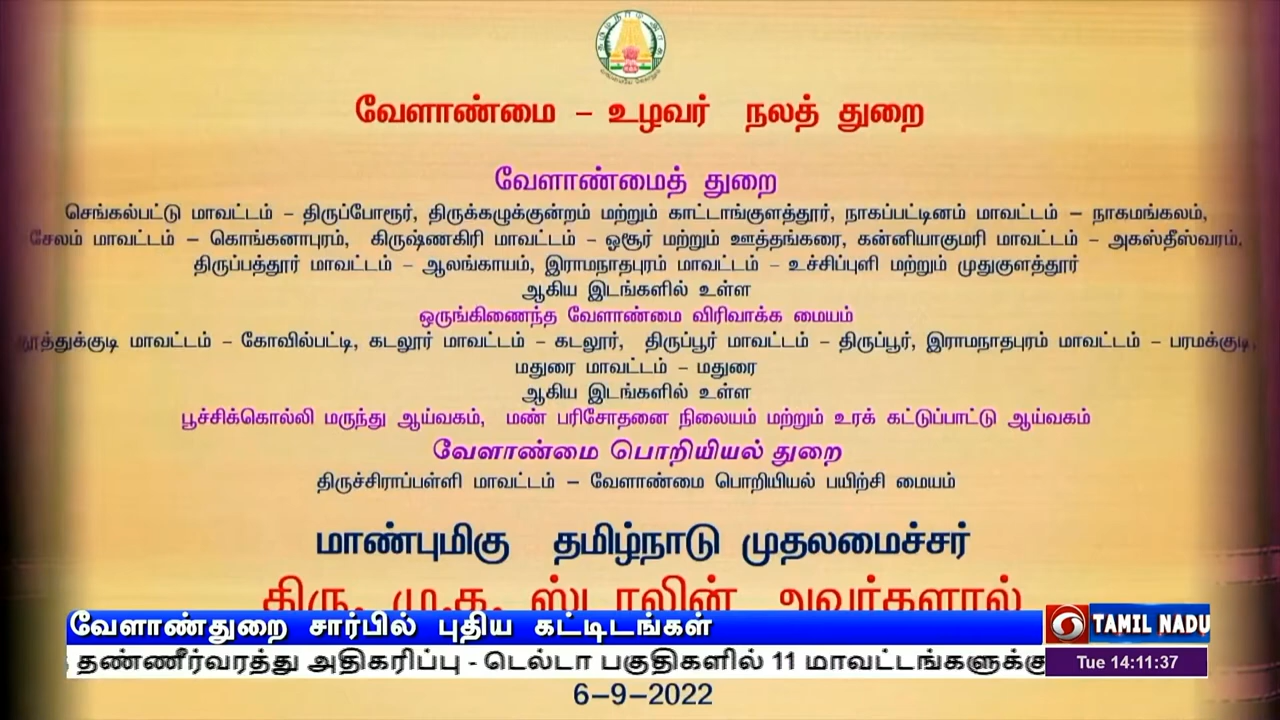 வேளாண்மை – உழவர் நலத் துறை
வேளாண்மைத் துறை
செங்கல்பட்டு மாவட்டம் – திருப்போரூர், திருக்கழுக்குன்றம் மற்றும் காட்டாங்குளத்தூர், நாகப்பட்டினம் மாவட்டம் – நாகமங்கலம்,
சேலம் மாவட்டம் – கொங்கனாபுரம், கிருஷ்ணகிரி மாவட்டம் – ஓசூர் மற்றும் ஊத்தங்கரை, கன்னியாகுமரி மாவட்டம் – அகஸ்தீஸ்வரம்,
திருப்பத்தூர் மாவட்டம் – ஆலங்காயம், இராமநாதபுரம் மாவட்டம் – உச்சிப்புளி மற்றும் முதுகுளத்தூர்
ஆகிய இடங்களில் உள்ள
ஒருங்கிணைந்த வேளாண்மை விரிவாக்க மையம்
தூத்துக்குடி மாவட்டம் – கோவில்பட்டி, கடலூர் மாவட்டம் – கடலூர், திருப்பூர் மாவட்டம் – திருப்பூர், இராமநாதபுரம் மாவட்டம் – பரமக்குடி,
மதுரை மாவட்டம் – மதுரை
ஆகிய இடங்களில் உள்ள
பூச்சிக்கொல்லி மருந்து ஆய்வகம், மண் பரிசோதனை நிலையம் மற்றும் உரக் கட்டுப்பாட்டு ஆய்வகம்
வேளாண்மை பொறியியல் துறை
திருச்சிராப்பள்ளி மாவட்டம் – வேளாண்மை பொறியியல் பயிற்சி மையம்
மாண்புமிகு தமிழ்நாடு முதலமைச்சர்
திரு. மு.க. ஸ்டாலின் அவர்களால்
வேளாண்துறை சார்பில் புதிய கட்டிடங்கள்
TAMIL NADU
தண்ணீர்வரத்து அதிகரிப்பு - டெல்டா பகுதிகளில் 11 மாவட்டங்களுக்கு
Tue 14:11:37
6–9–2022